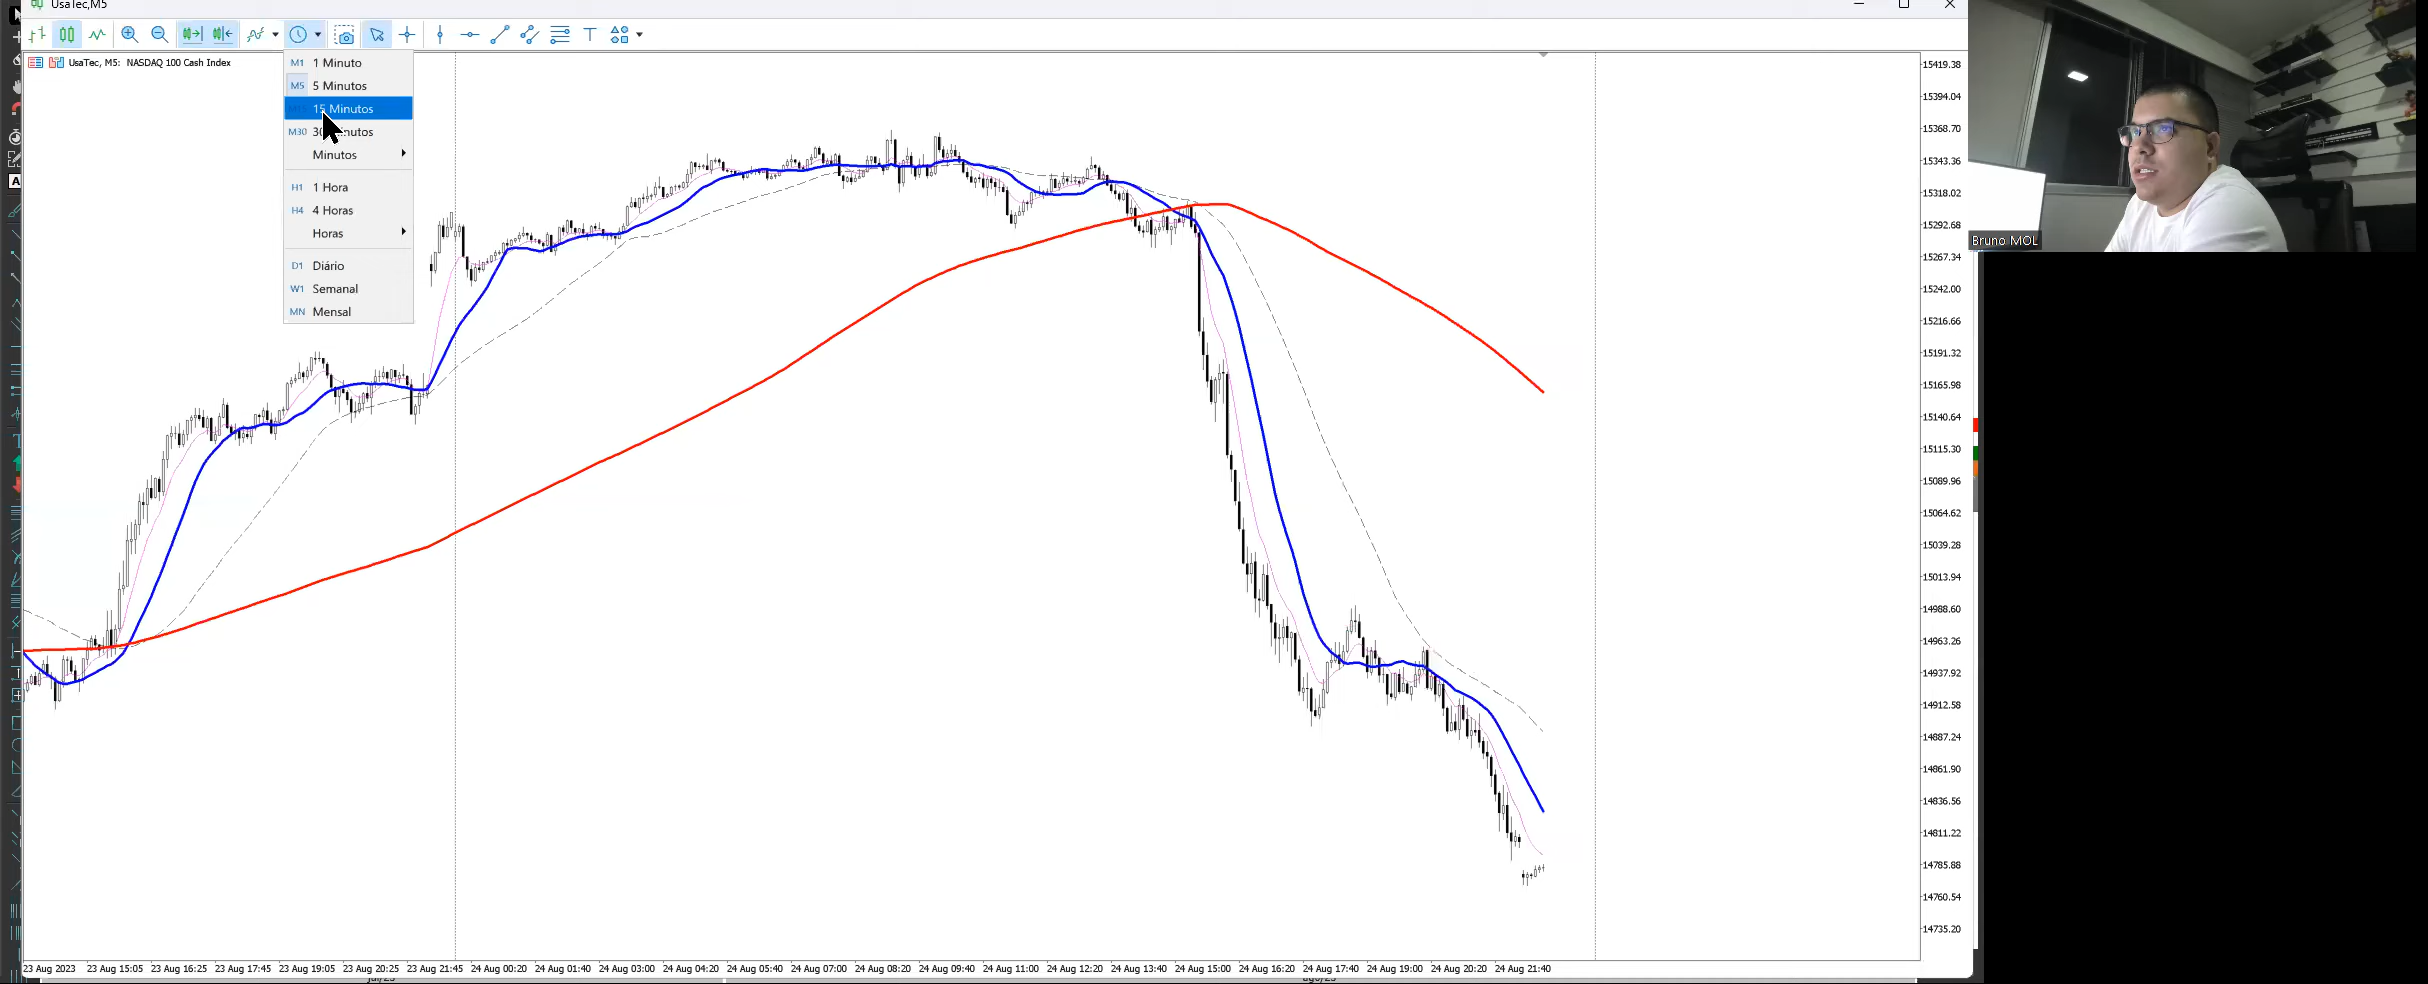 UsaTec,M5
UsaTec, M5: NASDAQ 100 Cash Index
M1 1 Minuto
M5 5 Minutos
15 Minutos
M30
Minutos
H1 1 Hora
H4 4 Horas
Horas
D1 Diário
W1 Semanal
MN Mensal
15419.38
15394.04
15368.70
15343.36
15318.02
15292.68
15267.34
15242.00
15216.66
15191.32
15165.98
15140.64
15115.30
15089.96
15064.62
15039.28
15013.94
14988.60
14963.26
14937.92
14912.58
14887.24
14861.90
14836.56
14811.22
14785.88
14760.54
14735.20
23 Aug 2023 23 Aug 15:05 23 Aug 16:25 23 Aug 17:45 23 Aug 19:05 23 Aug 20:25 23 Aug 21:45 24 Aug 00:20 24 Aug 01:40 24 Aug 03:00 24 Aug 04:20 24 Aug 05:40 24 Aug 07:00 24 Aug 08:20 24 Aug 09:40 24 Aug 11:00 24 Aug 12:20 24 Aug 13:40 24 Aug 15:00 24 Aug 16:20 24 Aug 17:40 24 Aug 19:00 24 Aug 20:20 24 Aug 21:40
Bruno MOL